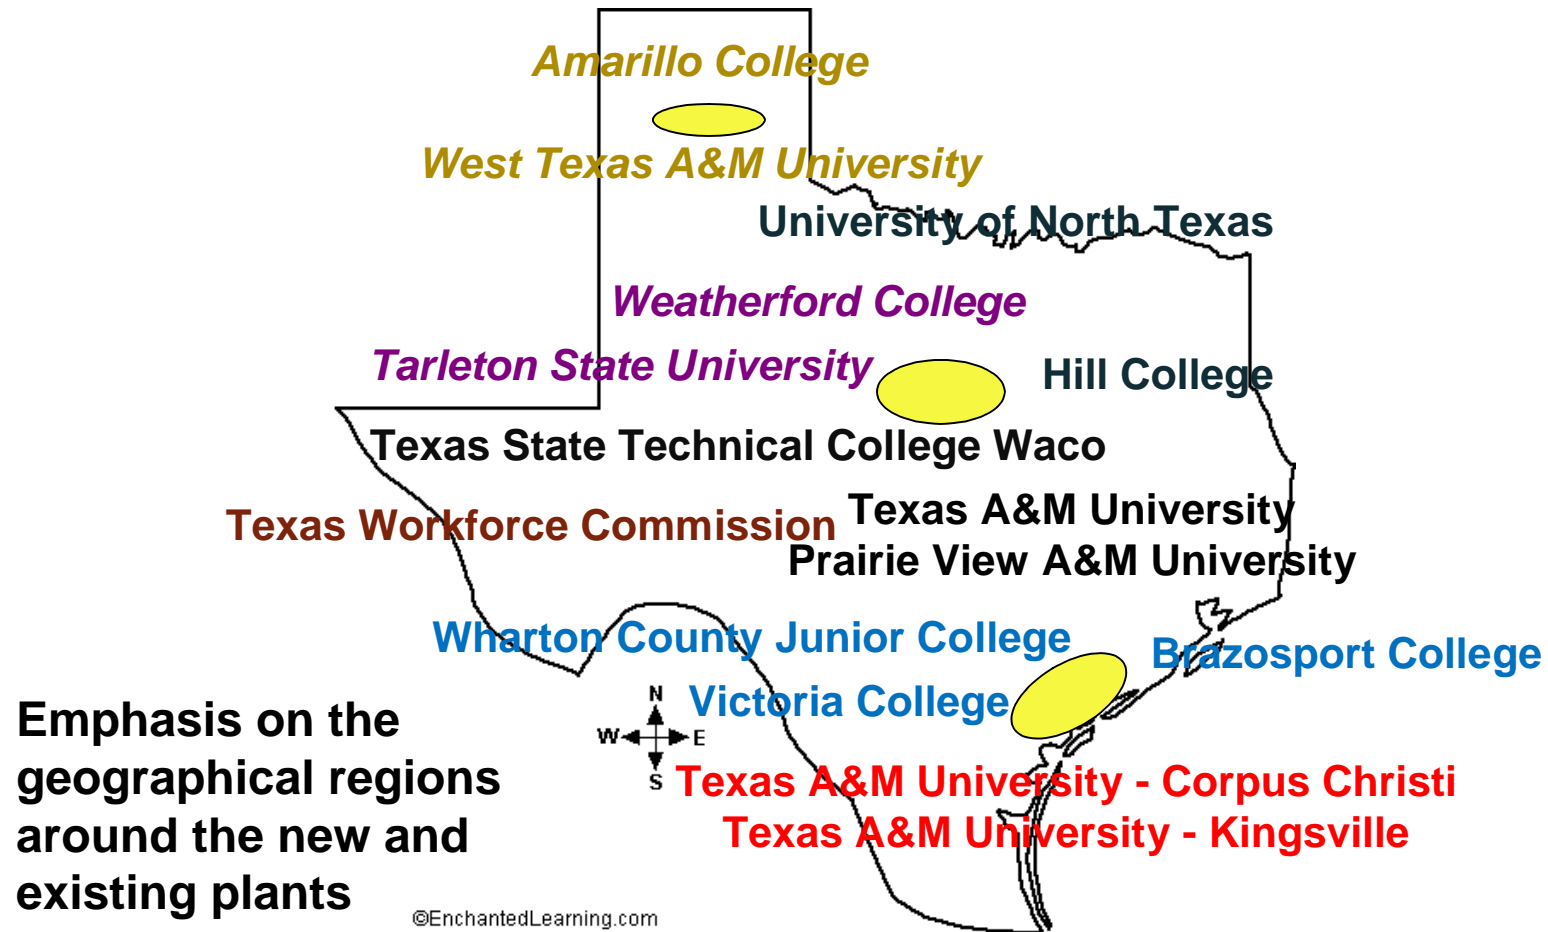 Amarillo College
West Texas A&M University
University of North Texas
Weatherford College
Tarleton State University
Hill College
Texas State Technical College Waco
Texas A&M University
Texas Workforce Commission
Prairie View A&M University
Wharton County Junior College
Brazosport College
Victoria College
N
W E
S
Texas A&M University - Corpus Christi
Texas A&M University - Kingsville
Emphasis on the
geographical regions
around the new and
existing plants
©EnchantedLearning.com